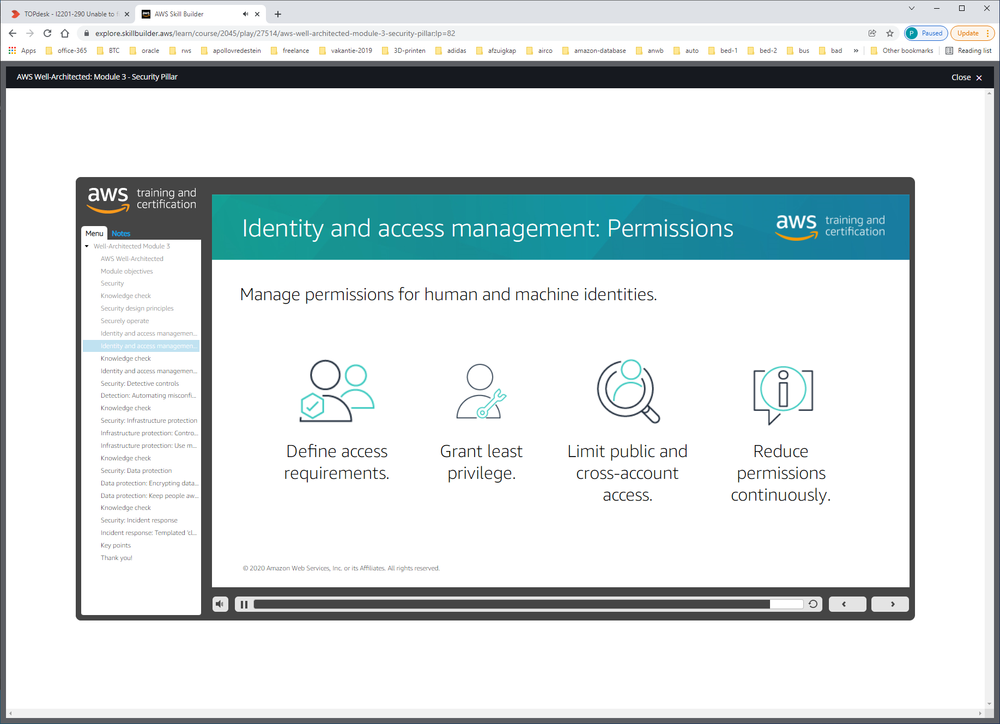 TOPdesk - I2201-290 Unable to f
AWS Skill Builder
explore.skillbuilder.aws/learn/course/2045/play/27514/aws-well-architected-module-3-security-pillar;lp=82
P Paused
Update
Apps office-365 BTC oracle rws apollovredestein freelance vakantie-2019 3D-printen adidas afzuigkap airco amazon-database anwb auto bed-1 bed-2 bus bad » Other bookmarks Reading list
AWS Well-Architected: Module 3 - Security Pillar
Close
aws training and
certification
Menu Notes
Well-Architected Module 3
AWS Well-Architected
Module objectives
Security
Knowledge check
Security design principles
Securely operate
Identity and access managemen...
Identity and access managemen...
Knowledge check
Identity and access managemen...
Security: Detective controls
Detection: Automating misconfi...
Knowledge check
Security: Infrastructure protection
Infrastructure protection: Contro...
Infrastructure protection: Use m...
Knowledge check
Security: Data protection
Data protection: Encrypting data...
Data protection: Keep people aw...
Knowledge check
Security: Incident response
Incident response: Templated 'cl...
Key points
Thank you!
Identity and access management: Permissions
aws training and
certification
Manage permissions for human and machine identities.
Define access
requirements.
Grant least
privilege.
Limit public and
cross-account
access.
Reduce
permissions
continuously.
© 2020 Amazon Web Services, Inc. or its Affiliates. All rights reserved.